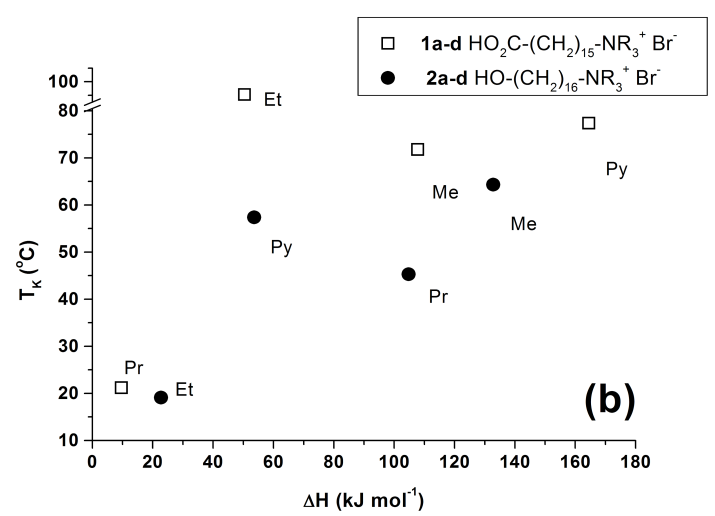 1a-d HO₂C-(CH₂)₁₅-NR₃⁺ Br⁻
2a-d HO-(CH₂)₁₆-NR₃⁺ Br⁻
100
80
70
60
50
40
30
20
10
T_K (°C)
Et
Me
Py
Py
Me
Pr
Pr
Et
(b)
0 20 40 60 80 100 120 140 160 180
ΔH (kJ mol⁻¹)